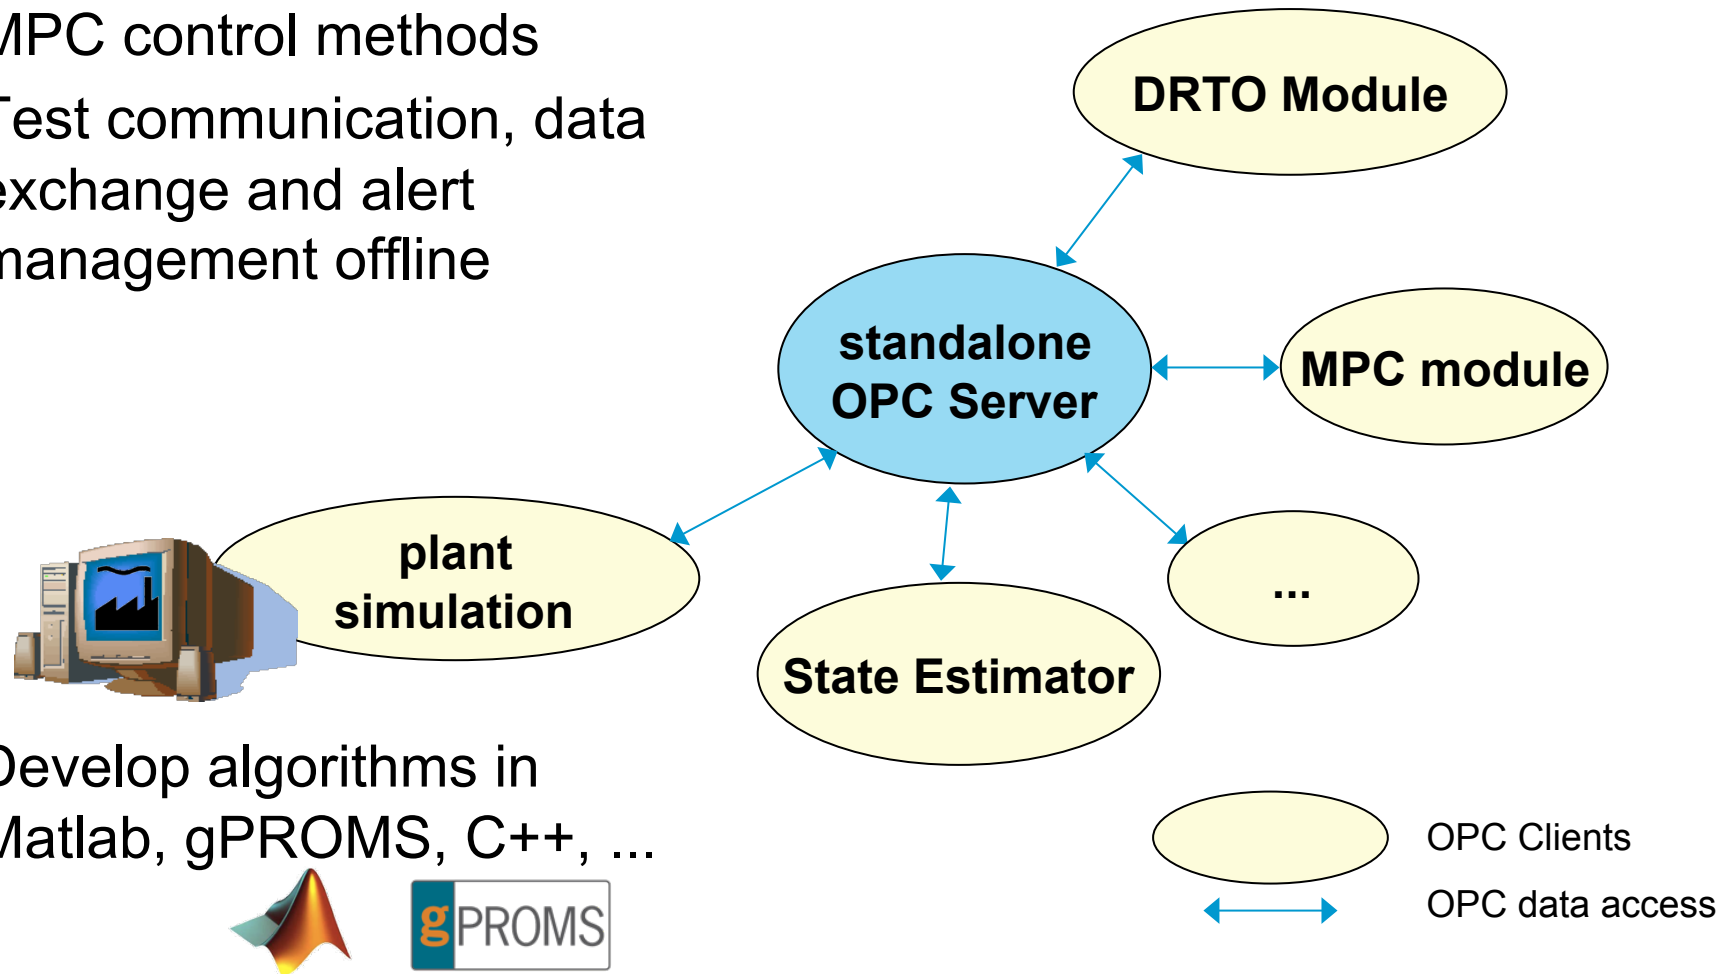 MPC control methods
Test communication, data
exchange and alert
management offline
DRTO Module
standalone
OPC Server
MPC module
plant
simulation
...
State Estimator
Develop algorithms in
Matlab, gPROMS, C++, ...
gPROMS
OPC Clients
OPC data access